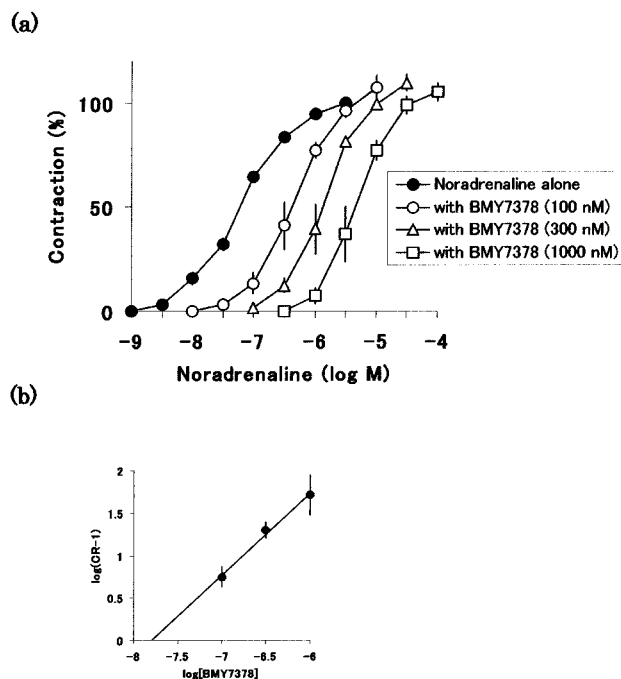 (a)
Contraction (%)
100
50
0
-9
-8
-7
-6
-5
-4
Noradrenaline (log M)
Noradrenaline alone
with BMY7378 (100 nM)
with BMY7378 (300 nM)
with BMY7378 (1000 nM)
(b)
log(CR-1)
2
1.5
1
0.5
0
-8
-7.5
-7
-6.5
-6
log[BMY7378]